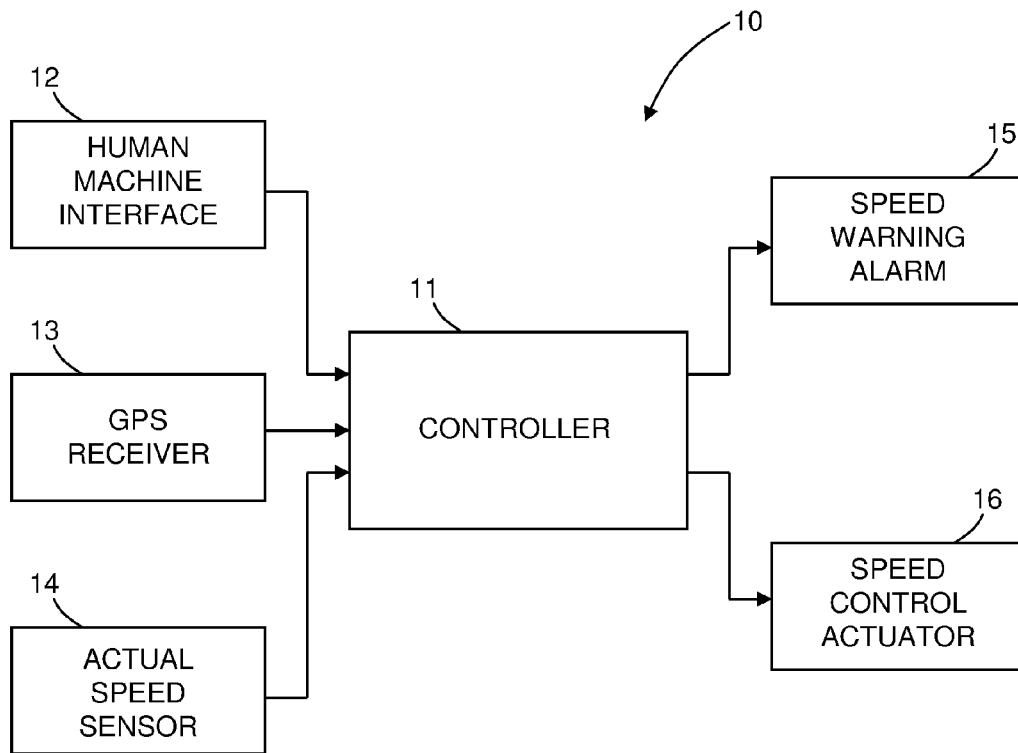 10
12
HUMAN
MACHINE
INTERFACE
15
SPEED
WARNING
ALARM
11
CONTROLLER
13
GPS
RECEIVER
16
SPEED
CONTROL
ACTUATOR
14
ACTUAL
SPEED
SENSOR